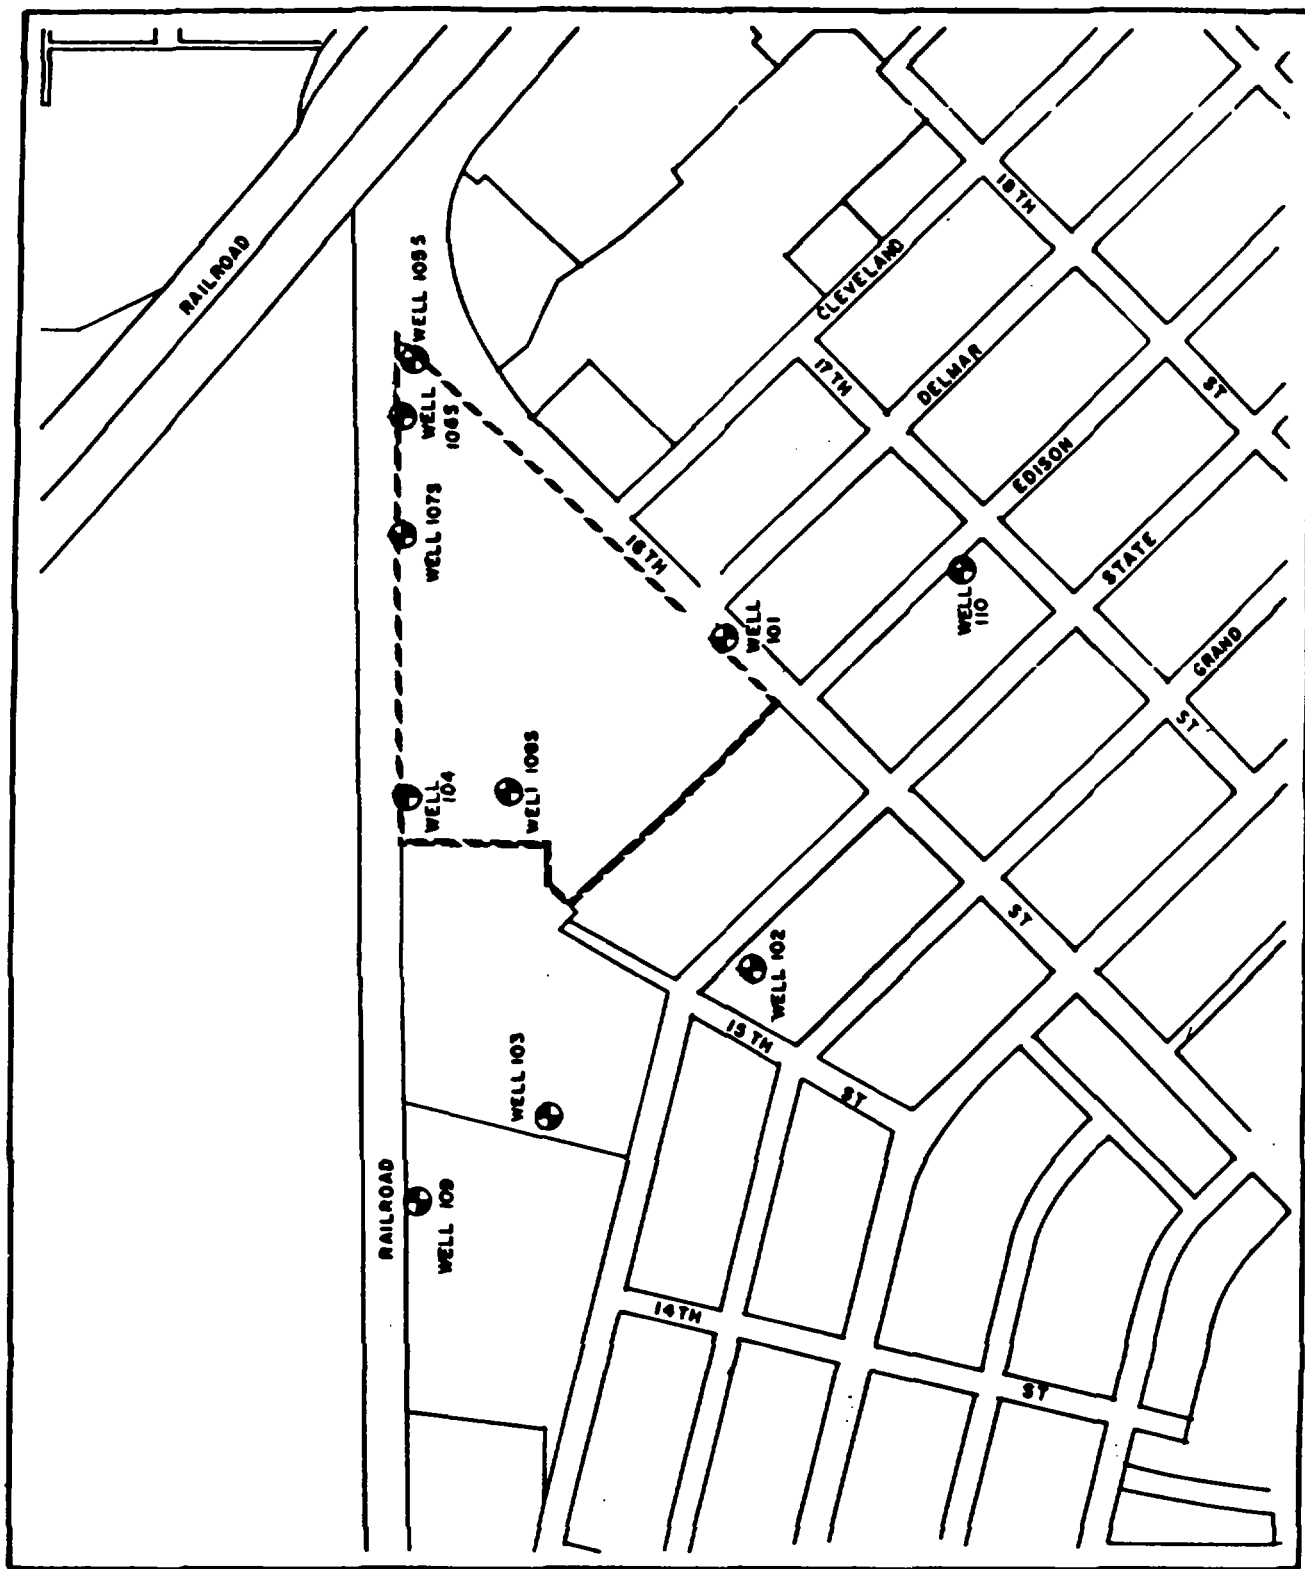 RAILROAD
WELL 105S
WELL
106S
WELL 107S
WELL
104
WELL 108S
WELL
101
WELL
110
WELL 102
WELL 103
WELL 109
RAILROAD
CLEVELAND
DELMAR
EDISON
STATE
GRAND
18TH
ST
17TH
ST
16TH
ST
15TH
ST
14TH
ST